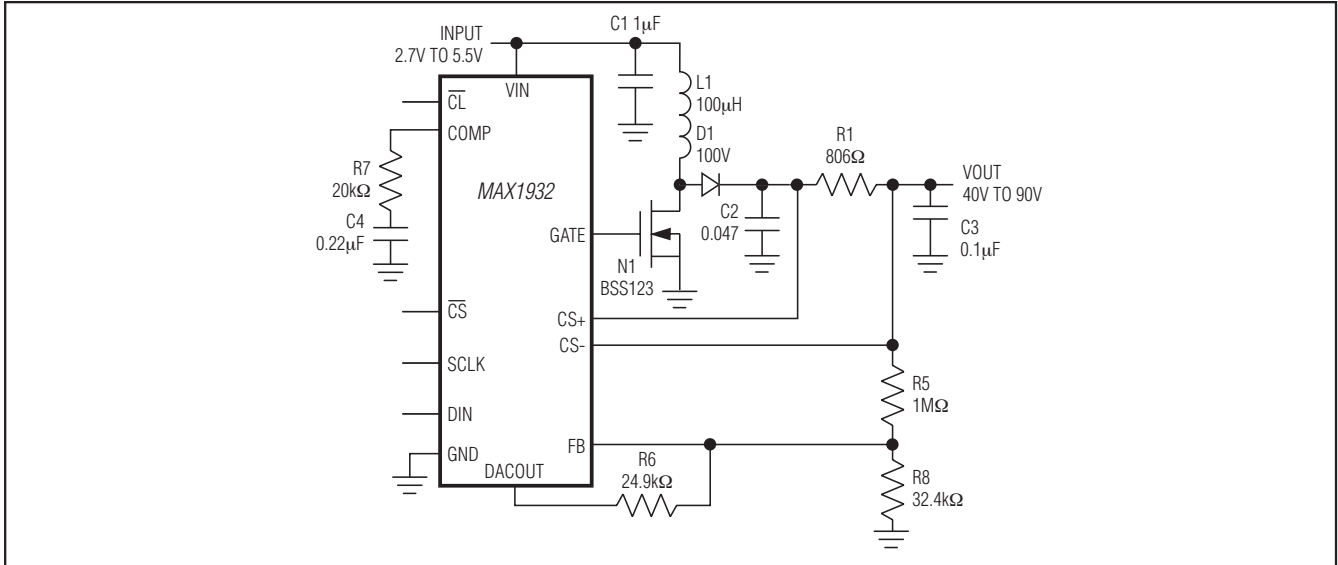 C1 1μF
INPUT
2.7V TO 5.5V
VIN
L1
100μH
C̅L̅
COMP
D1
100V
R1
806Ω
R7
20kΩ
MAX1932
VOUT
40V TO 90V
C4
0.22μF
C2
0.047
C3
0.1μF
GATE
N1
BSS123
C̅S̅
CS+
CS-
SCLK
R5
1MΩ
DIN
FB
GND
DACOUT
R6
24.9kΩ
R8
32.4kΩ